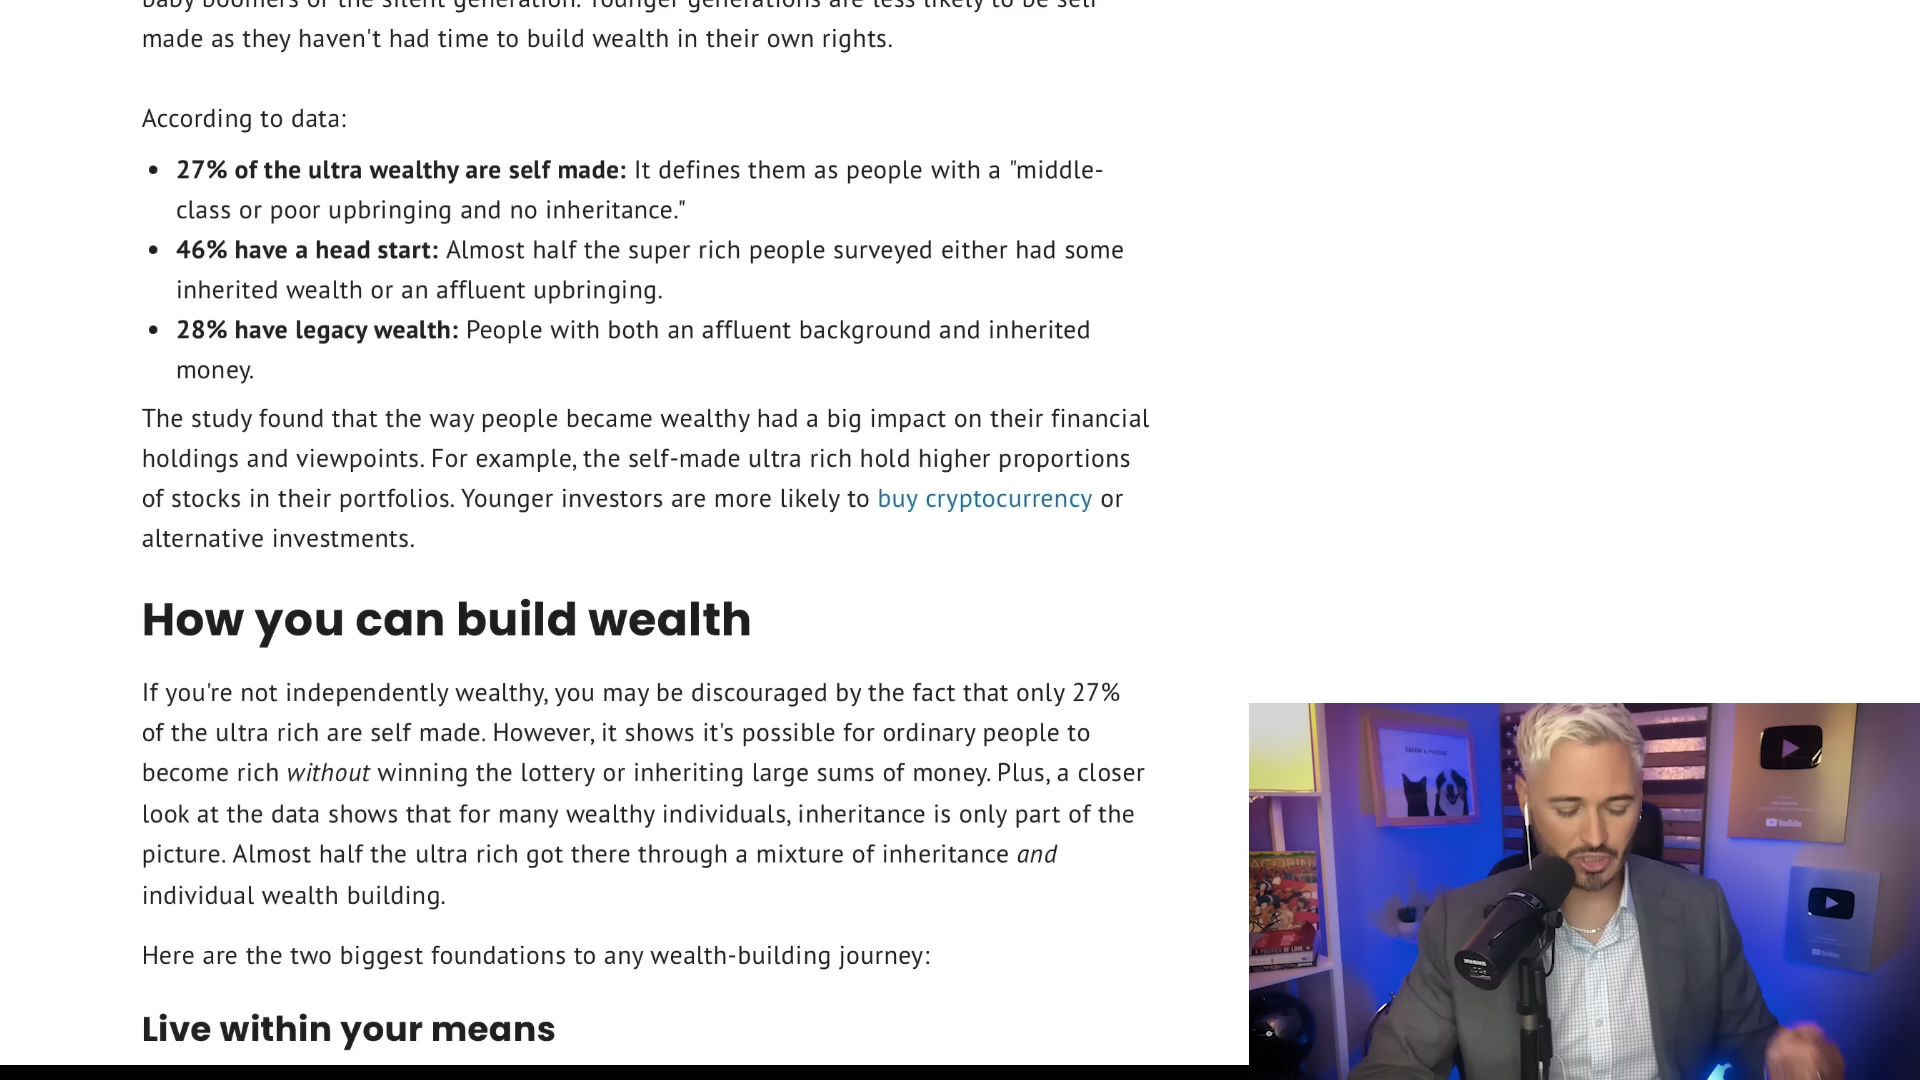 baby boomers or the silent generation. Younger generations are less likely to be self
made as they haven't had time to build wealth in their own rights.
According to data:
27% of the ultra wealthy are self made: It defines them as people with a "middle-
class or poor upbringing and no inheritance."
46% have a head start: Almost half the super rich people surveyed either had some
inherited wealth or an affluent upbringing.
28% have legacy wealth: People with both an affluent background and inherited
money.
The study found that the way people became wealthy had a big impact on their financial
holdings and viewpoints. For example, the self-made ultra rich hold higher proportions
of stocks in their portfolios. Younger investors are more likely to buy cryptocurrency or
alternative investments.
How you can build wealth
If you're not independently wealthy, you may be discouraged by the fact that only 27%
of the ultra rich are self made. However, it shows it's possible for ordinary people to
become rich without winning the lottery or inheriting large sums of money. Plus, a closer
look at the data shows that for many wealthy individuals, inheritance is only part of the
picture. Almost half the ultra rich got there through a mixture of inheritance and
individual wealth building.
Here are the two biggest foundations to any wealth-building journey:
Live within your means
YouTube
YouTube